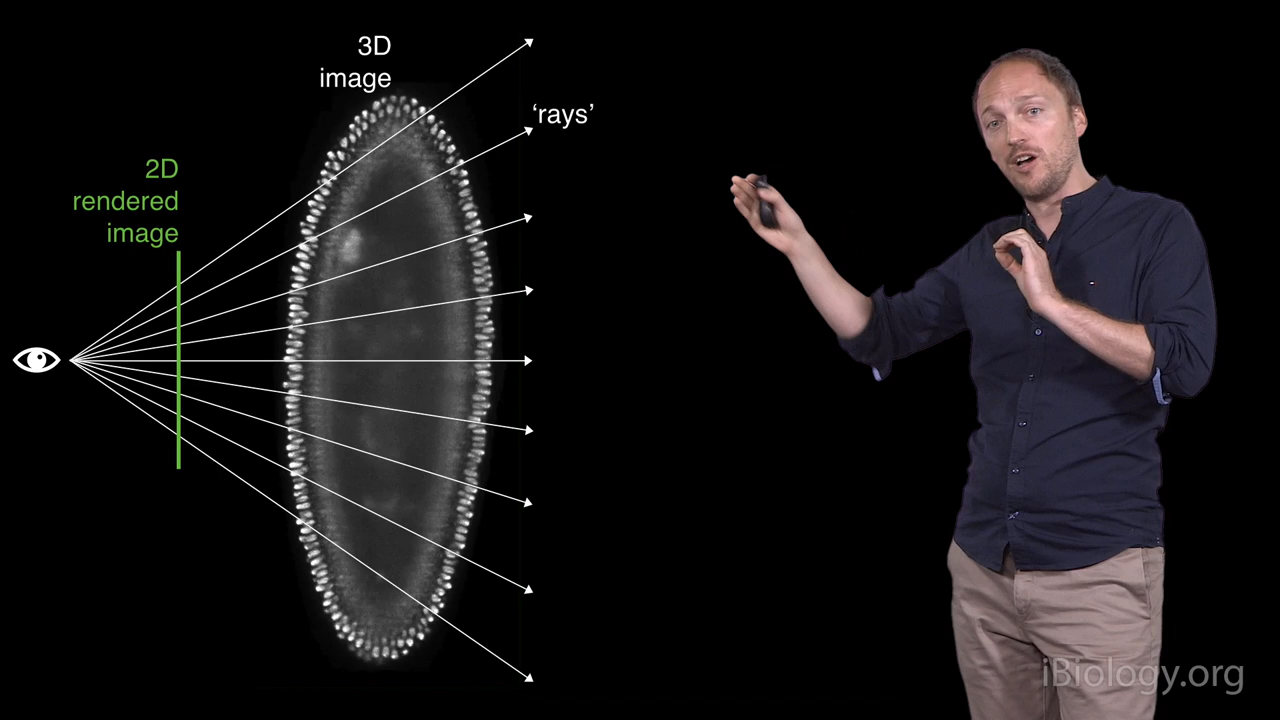 3D
image
‘rays’
2D
rendered
image
iBiology.org